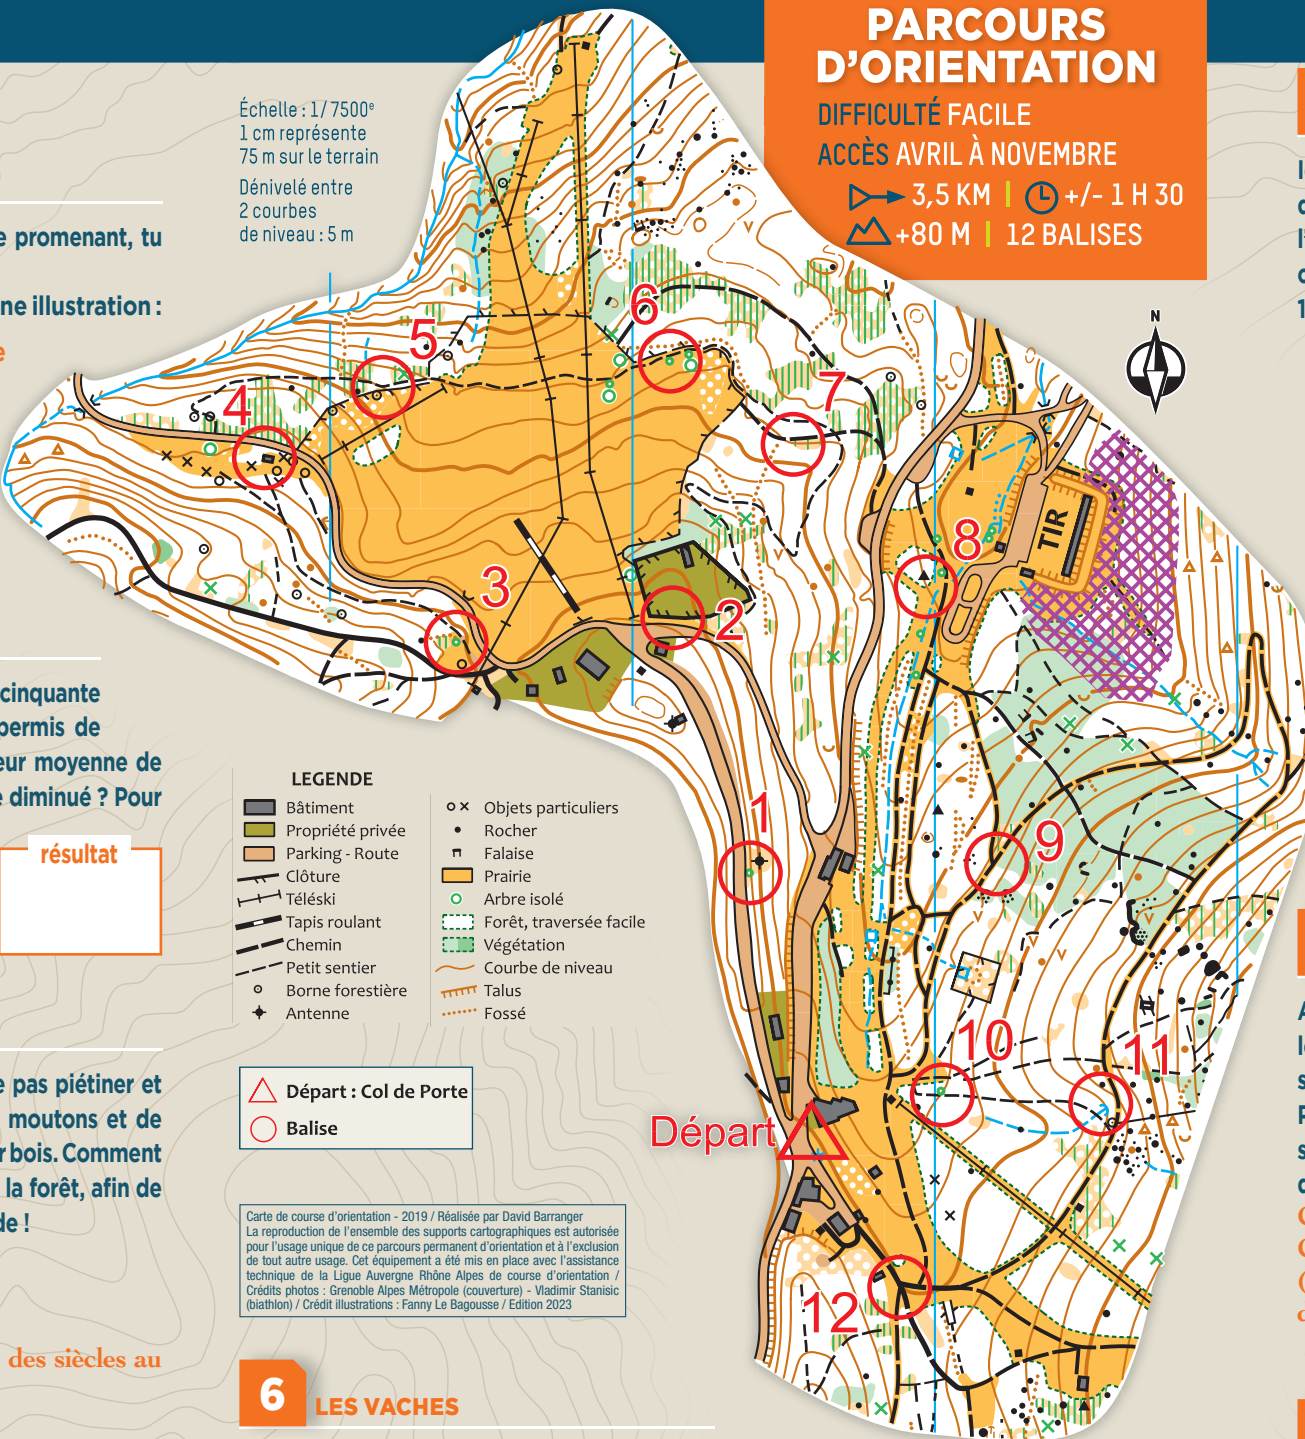 PARCOURS
D'ORIENTATION
DIFFICULTÉ FACILE
ACCÈS AVRIL À NOVEMBRE
3,5 KM | +/- 1 H 30
+80 M | 12 BALISES
Échelle : 1/ 7500e
1 cm représente
75 m sur le terrain
Dénivelé entre
2 courbes
de niveau : 5 m
promenant, tu
ne illustration :
e
cinquante
permis de
eur moyenne de
e diminué ? Pour
résultat
e pas piétiner et
moutons et de
r bois. Comment
la forêt, afin de
de !
des siècles au
N
6
5
4
7
8
TIR
3
2
1
9
10
11
Départ
12
LEGENDE
Bâtiment
Propriété privée
Parking - Route
Clôture
Téléski
Tapis roulant
Chemin
Petit sentier
Borne forestière
Antenne
Objets particuliers
Rocher
Falaise
Prairie
Arbre isolé
Forêt, traversée facile
Végétation
Courbe de niveau
Talus
Fossé
Départ : Col de Porte
Balise
Carte de course d'orientation - 2019 / Réalisée par David Barranger
La reproduction de l'ensemble des supports cartographiques est autorisée
pour l'usage unique de ce parcours permanent d'orientation et à l'exclusion
de tout autre usage. Cet équipement a été mis en place avec l'assistance
technique de la Ligue Auvergne Rhône Alpes de course d'orientation /
Crédits photos : Grenoble Alpes Métropole (couverture) - Vladimir Stanisic
(biathlon) / Crédit illustrations : Fanny Le Bagousse / Edition 2023
6 LES VACHES